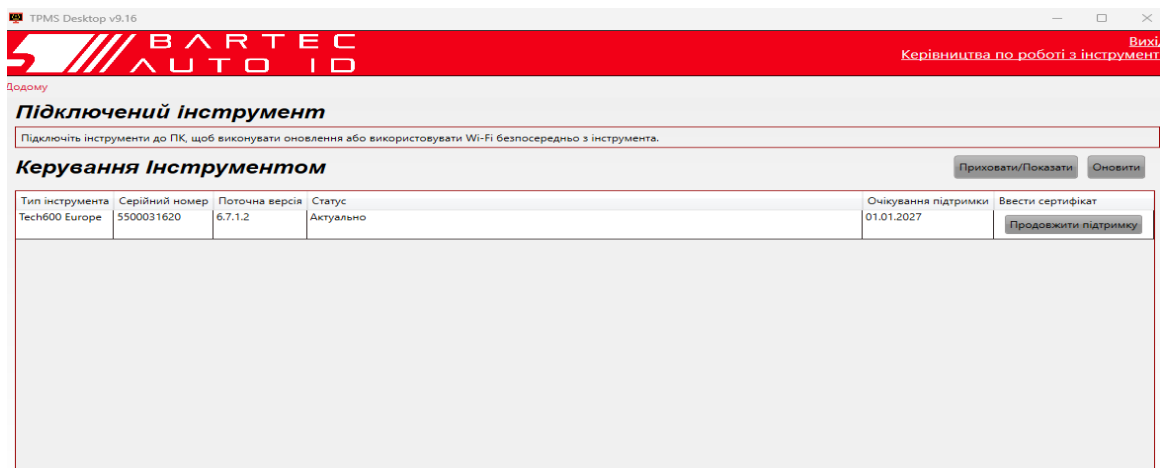 TPMS Desktop v9.16
BARTEC
AUTO ID
Керівництва по роботі з інструмент
Додому
Підключений інструмент
Підключіть інструменти до ПК, щоб виконувати оновлення або використовувати Wi-Fi безпосередньо з інструмента.
Керування Інструментом
Приховати/Показати Оновити
Тип інструмента Серійний номер Поточна версія Статус Очікування підтримки Ввести сертифікат
Tech600 Europe 5500031620 6.7.1.2 Актуально 01.01.2027
Продовжити підтримку